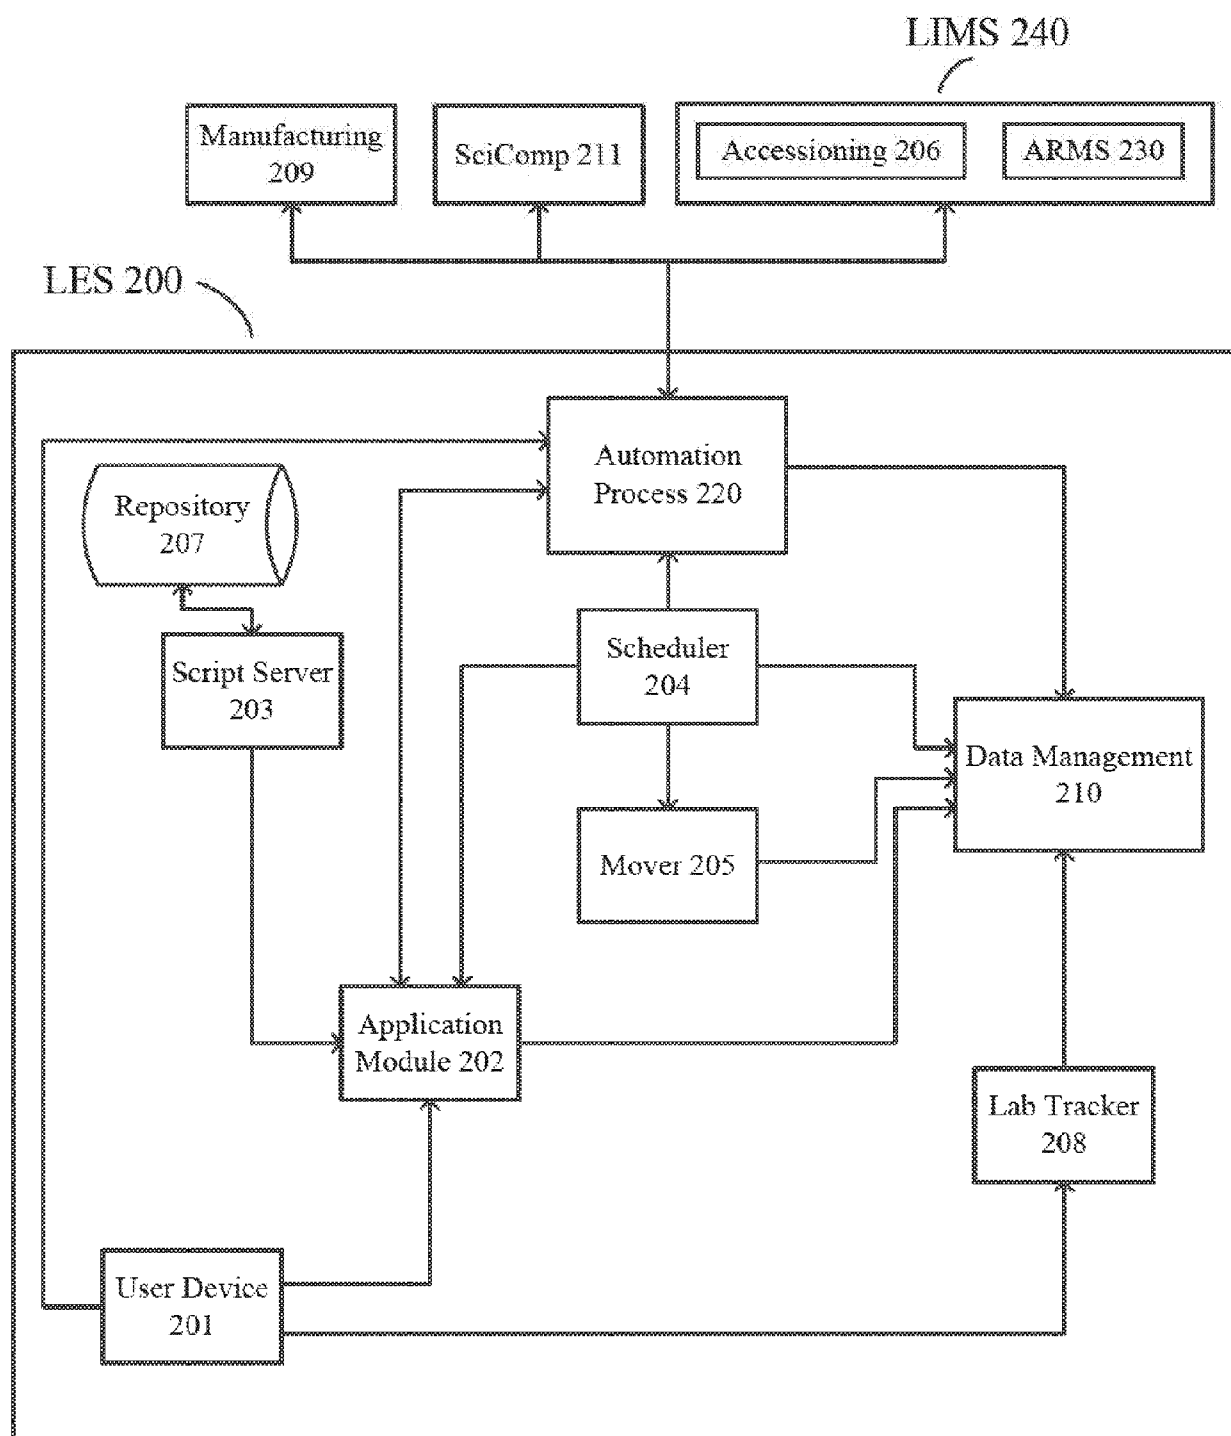 LIMS 240
Manufacturing
209
SciComp 211
Accessioning 206
ARMS 230
LES 200
Automation
Process 220
Repository
207
Scheduler
204
Script Server
203
Data Management
210
Mover 205
Application
Module 202
Lab Tracker
208
User Device
201